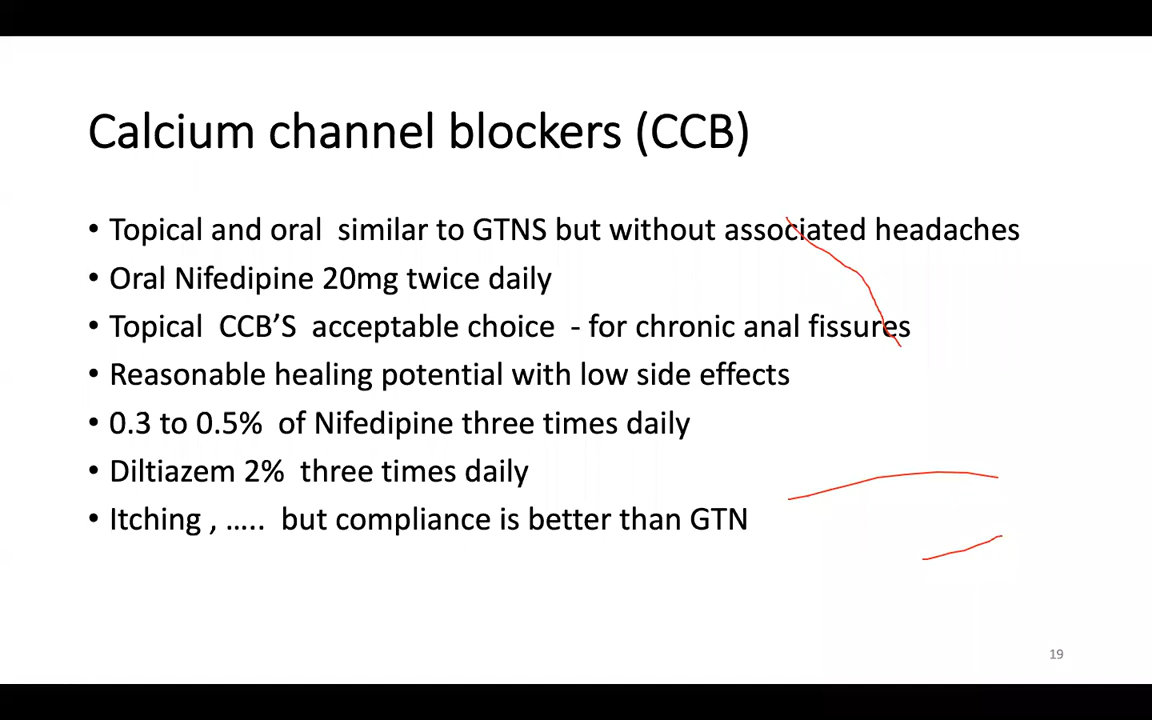 Calcium channel blockers (CCB)
• Topical and oral  similar to GTNS but without associated headaches
• Oral Nifedipine 20mg twice daily
• Topical  CCB’S  acceptable choice  - for chronic anal fissures
• Reasonable healing potential with low side effects
• 0.3 to 0.5%  of Nifedipine three times daily
• Diltiazem 2%  three times daily
• Itching , …..  but compliance is better than GTN
19